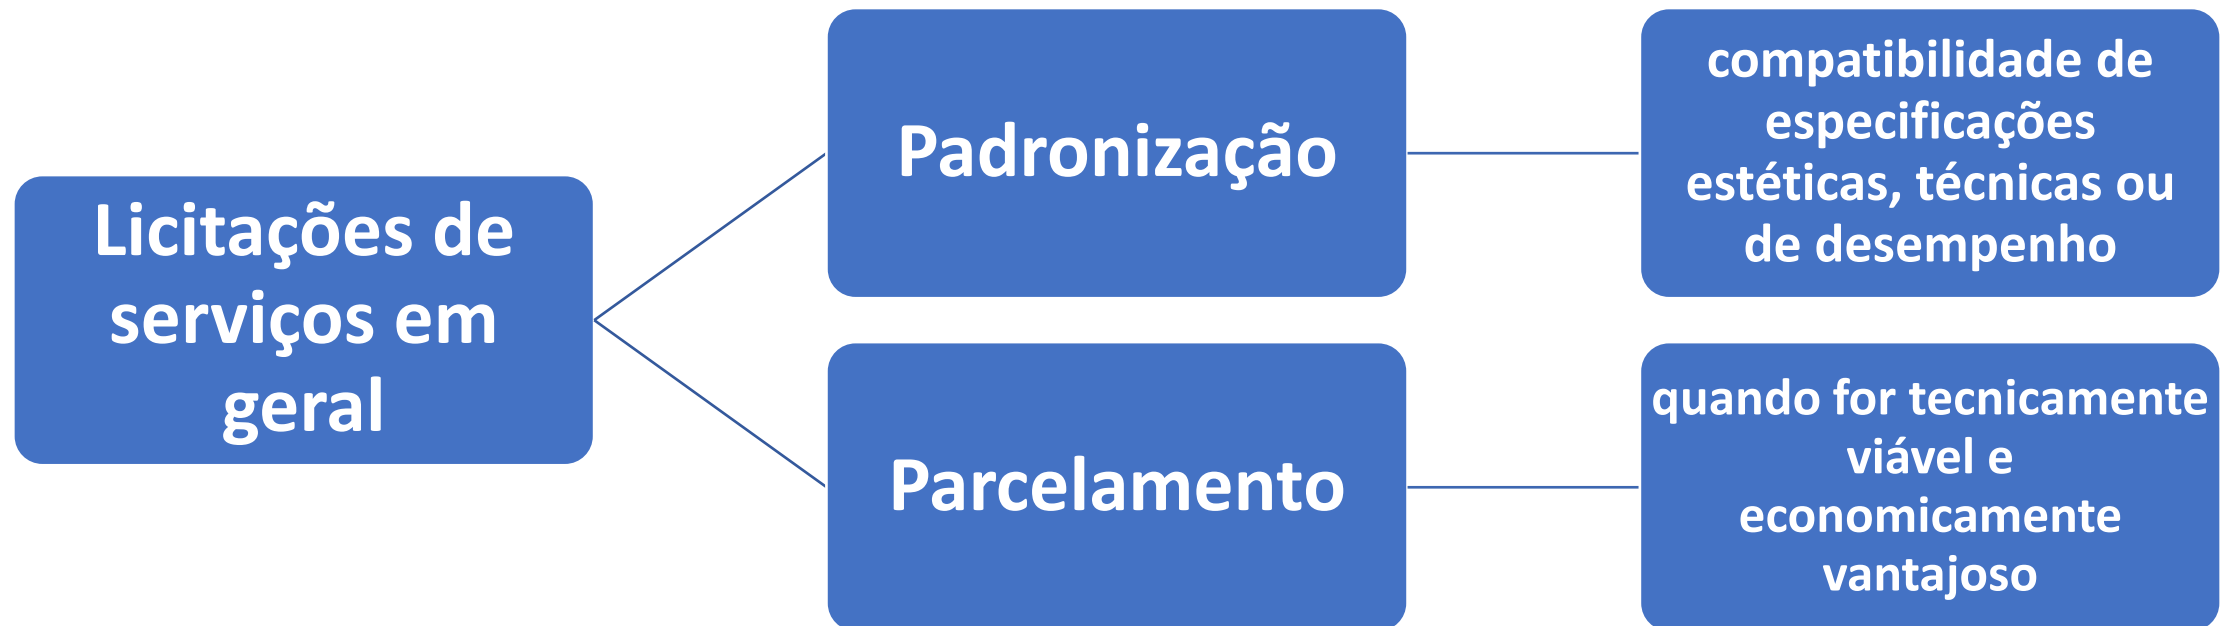 Licitações de
serviços em
geral
Padronização
compatibilidade de
especificações
estéticas, técnicas ou
de desempenho
Parcelamento
quando for tecnicamente
viável e
economicamente
vantajoso